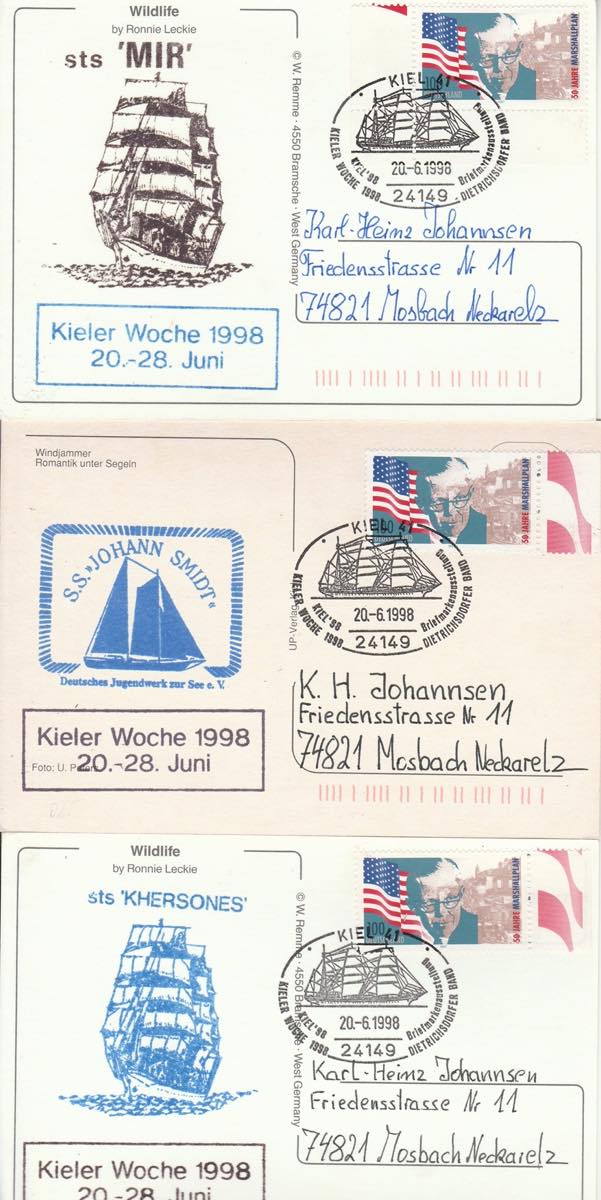 Wildlife
by Ronnie Leckie
sts 'MIR'
© W. Remme · 4550 Bramsche · West Germany
100
50 JAHRE MARSHALLPLAN
KIEL 41
KIEL'98 Briefmarkenausstellung
KIELER WOCHE 1998 DIETRICHSDORFER BAND
20.-6.1998
24149
Karl-Heinz Johannsen
Friedensstrasse Nr 11
74821 Mosbach Neckarelz
Kieler Woche 1998
20.-28. Juni
Windjammer
Romantik unter Segeln
S.S. »JOHANN SMIDT«
Deutsches Jugendwerk zur See e. V.
50 JAHRE MARSHALLPLAN
KIEL 41
KIEL'98 Briefmarkenausstellung
KIELER WOCHE 1998 DIETRICHSDORFER BAND
20.-6.1998
24149
K. H. Johannsen
Friedensstrasse Nr 11
74821 Mosbach Neckarelz
Kieler Woche 1998
20.-28. Juni
Foto: U.
Wildlife
by Ronnie Leckie
sts 'KHERSONES'
© W. Remme · 4550 Bramsche · West Germany
100
DEUTSCHLAND
50 JAHRE MARSHALLPLAN
KIEL 41
KIEL'98 Briefmarkenausstellung
KIELER WOCHE 1998 DIETRICHSDORFER BAND
20.-6.1998
24149
Karl-Heinz Johannsen
Friedensstrasse Nr 11
74821 Mosbach Neckarelz
Kieler Woche 1998
20.-28. Juni